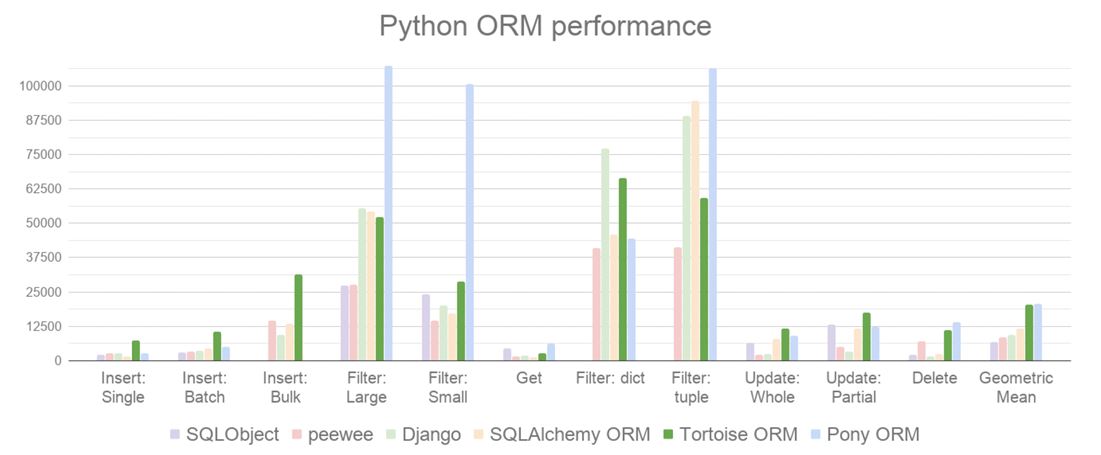 Python ORM performance
100000
87500
75000
62500
50000
37500
25000
12500
0
Insert: Single
Insert: Batch
Insert: Bulk
Filter: Large
Filter: Small
Get
Filter: dict
Filter: tuple
Update: Whole
Update: Partial
Delete
Geometric Mean
SQLObject peewee Django SQLAlchemy ORM Tortoise ORM Pony ORM